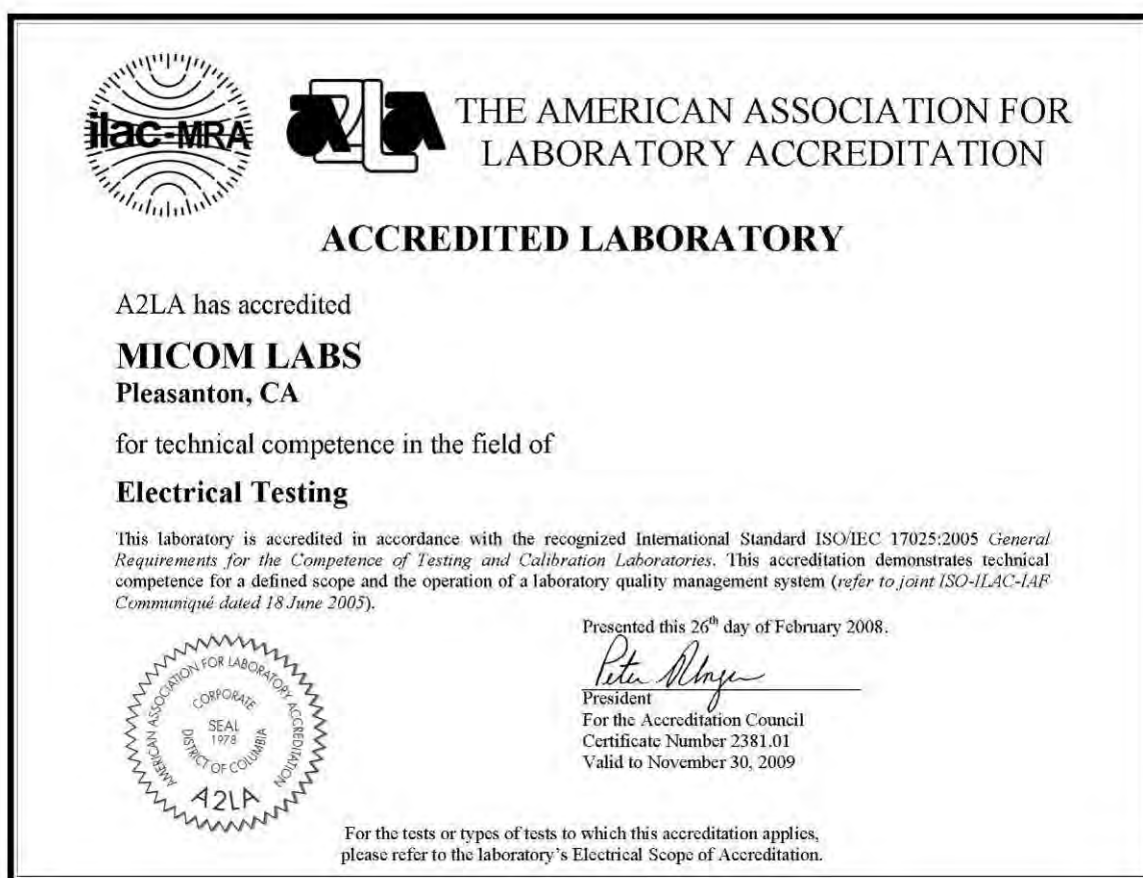 ilac-MRA
A2LA
THE AMERICAN ASSOCIATION FOR
LABORATORY ACCREDITATION
ACCREDITED LABORATORY
A2LA has accredited
MICOM LABS
Pleasanton, CA
for technical competence in the field of
Electrical Testing
This laboratory is accredited in accordance with the recognized International Standard ISO/IEC 17025:2005 General
Requirements for the Competence of Testing and Calibration Laboratories. This accreditation demonstrates technical
competence for a defined scope and the operation of a laboratory quality management system (refer to joint ISO-ILAC-IAF
Communiqué dated 18 June 2005).
Presented this 26th day of February 2008.
Peter
President
For the Accreditation Council
Certificate Number 2381.01
Valid to November 30, 2009
AMERICAN ASSOCIATION FOR LABORATORY ACCREDITATION
CORPORATE
SEAL
1978
DISTRICT OF COLUMBIA
A2LA
For the tests or types of tests to which this accreditation applies,
please refer to the laboratory's Electrical Scope of Accreditation.